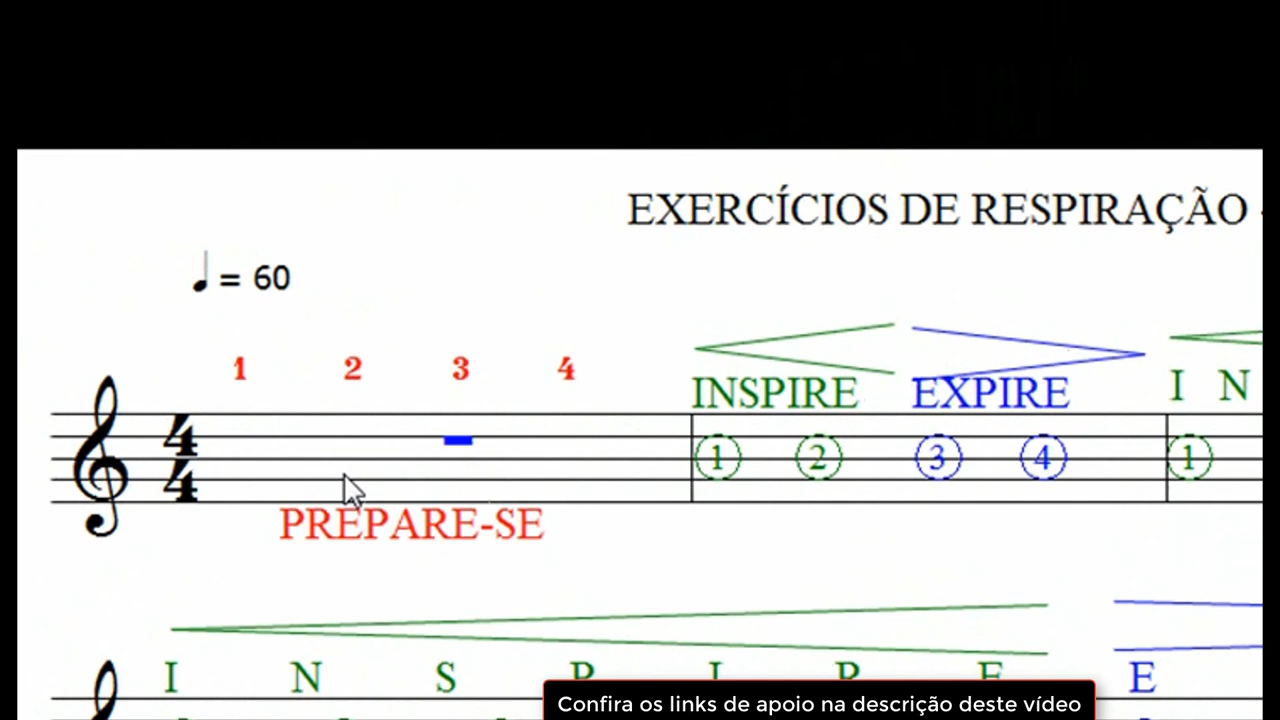 EXERCÍCIOS DE RESPIRAÇÃO -
= 60
1 2 3 4
INSPIRE EXPIRE I N
4
4
1 2 3 4 1
PREPARE-SE
I N S P I R E E
Confira os links de apoio na descrição deste vídeo